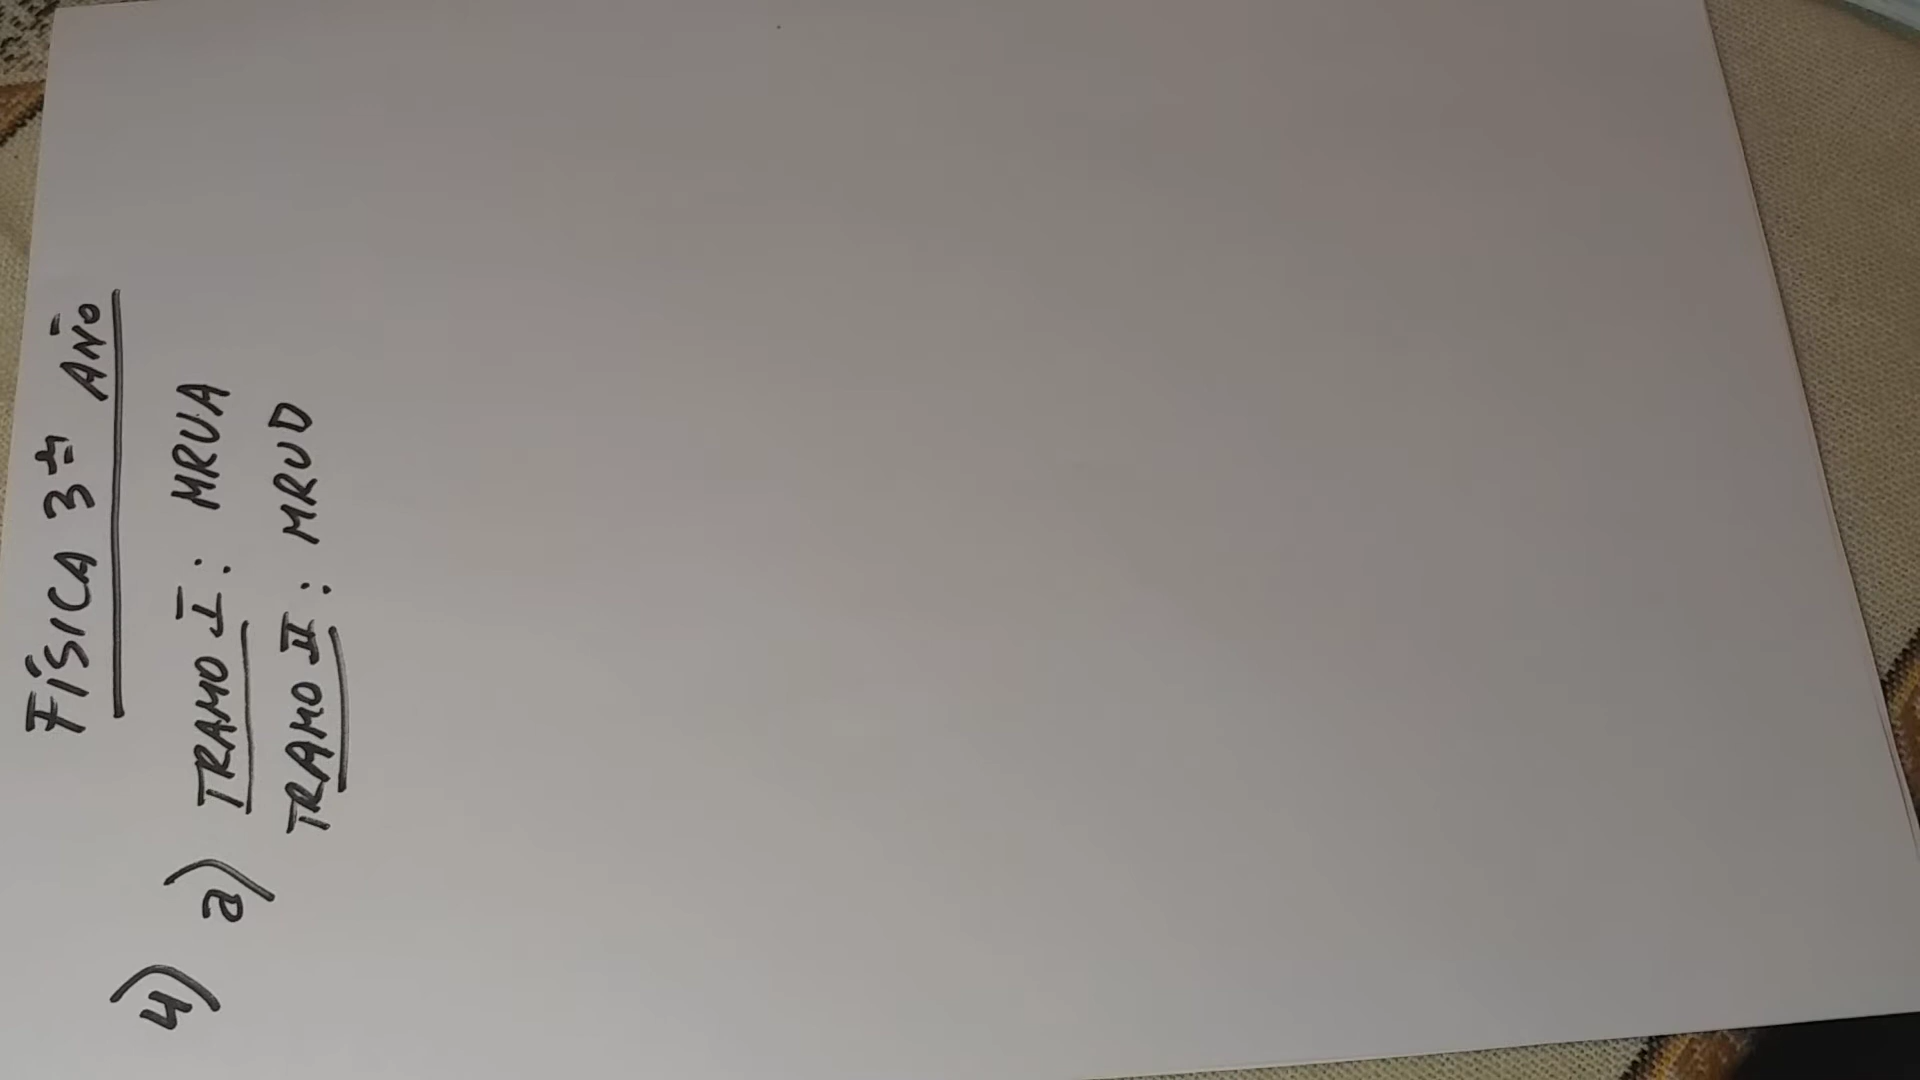 FÍSICA 3er AÑO
4) a) TRAMO I: MRUA
TRAMO II: MRUD